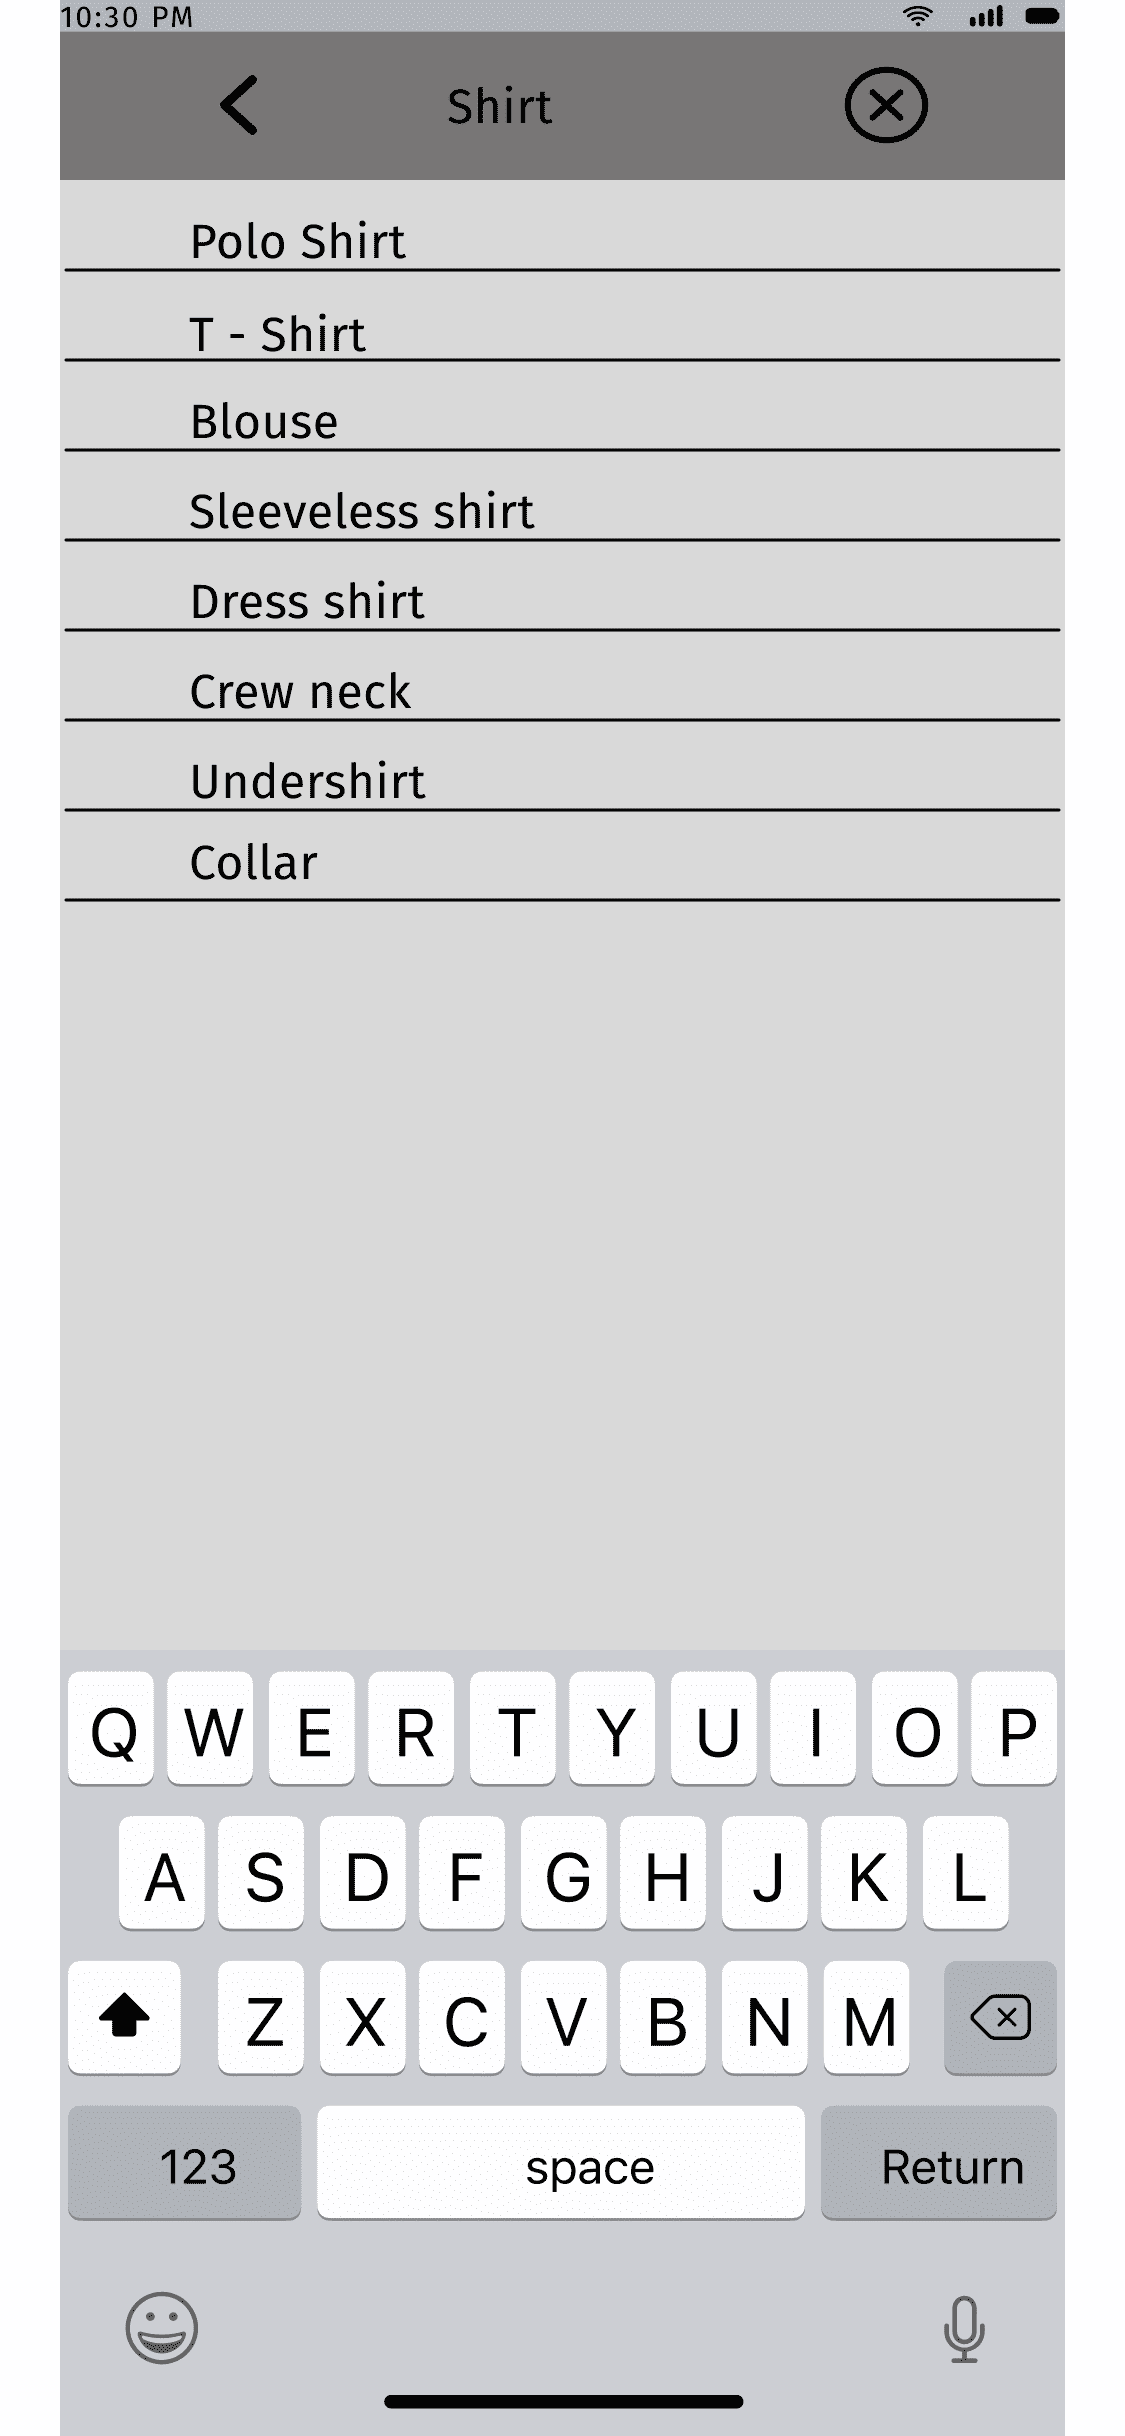 10:30 PM
Shirt
Polo Shirt
T - Shirt
Blouse
Sleeveless shirt
Dress shirt
Crew neck
Undershirt
Collar
Q W E R T Y U I O P
A S D F G H J K L
Z X C V B N M
123 space Return